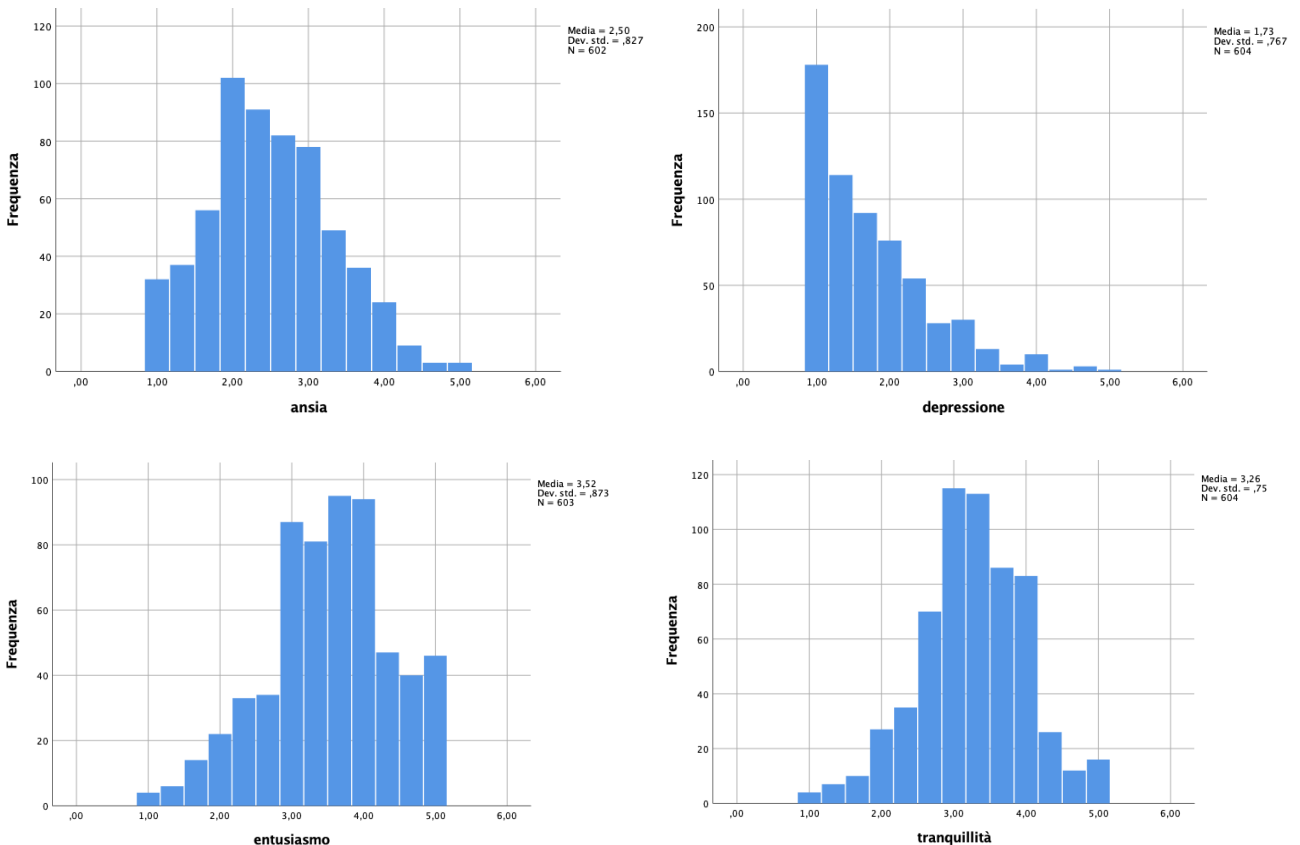 120
100
80
60
40
20
0
Frequenza
,00 1,00 2,00 3,00 4,00 5,00 6,00
ansia
Media = 2,50
Dev. std. = ,827
N = 602
200
150
100
50
0
Frequenza
,00 1,00 2,00 3,00 4,00 5,00 6,00
depressione
Media = 1,73
Dev. std. = ,767
N = 604
100
80
60
40
20
0
Frequenza
,00 1,00 2,00 3,00 4,00 5,00 6,00
entusiasmo
Media = 3,52
Dev. std. = ,873
N = 603
120
100
80
60
40
20
0
Frequenza
,00 1,00 2,00 3,00 4,00 5,00 6,00
tranquillità
Media = 3,26
Dev. std. = ,75
N = 604